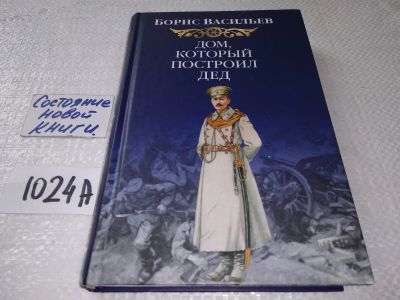 Борис Васильев
ДОМ,
КОТОРЫЙ
ПОСТРОИЛ
ДЕД
Состояние
новой
книги.
1024А